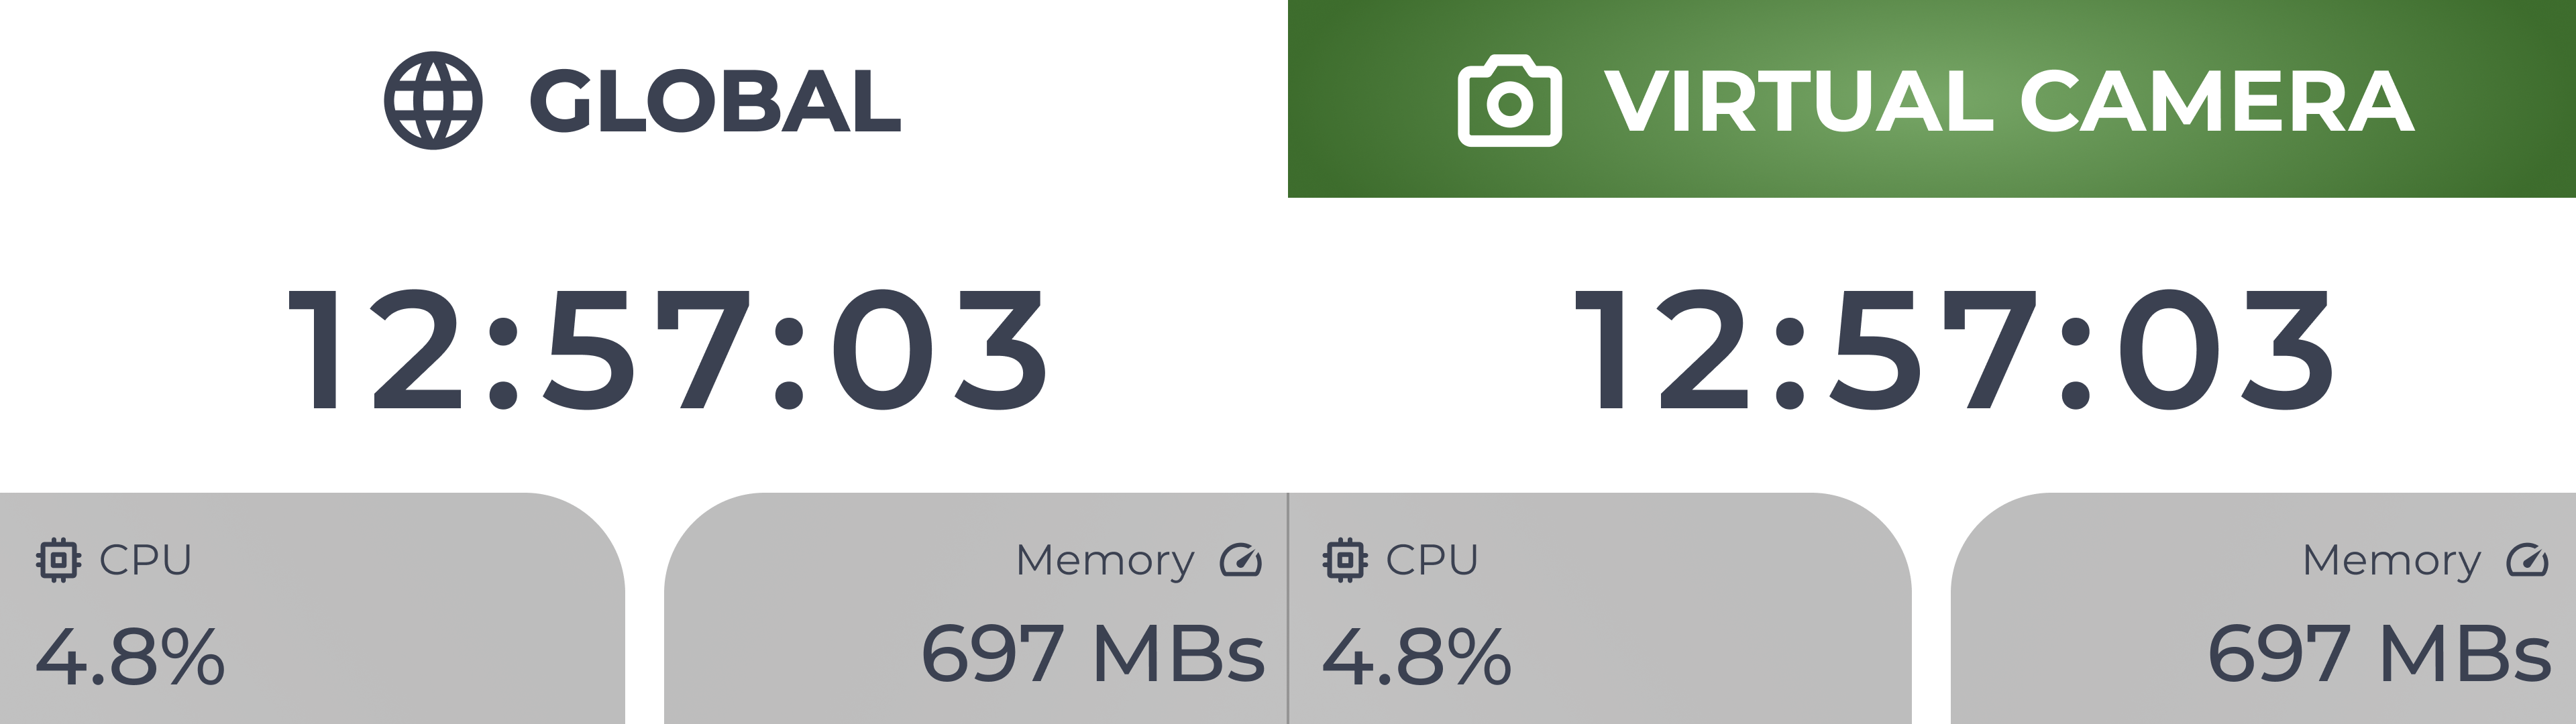 GLOBAL
VIRTUAL CAMERA
12:57:03
12:57:03
CPU
Memory
CPU
Memory
4.8%
697 MBs
4.8%
697 MBs